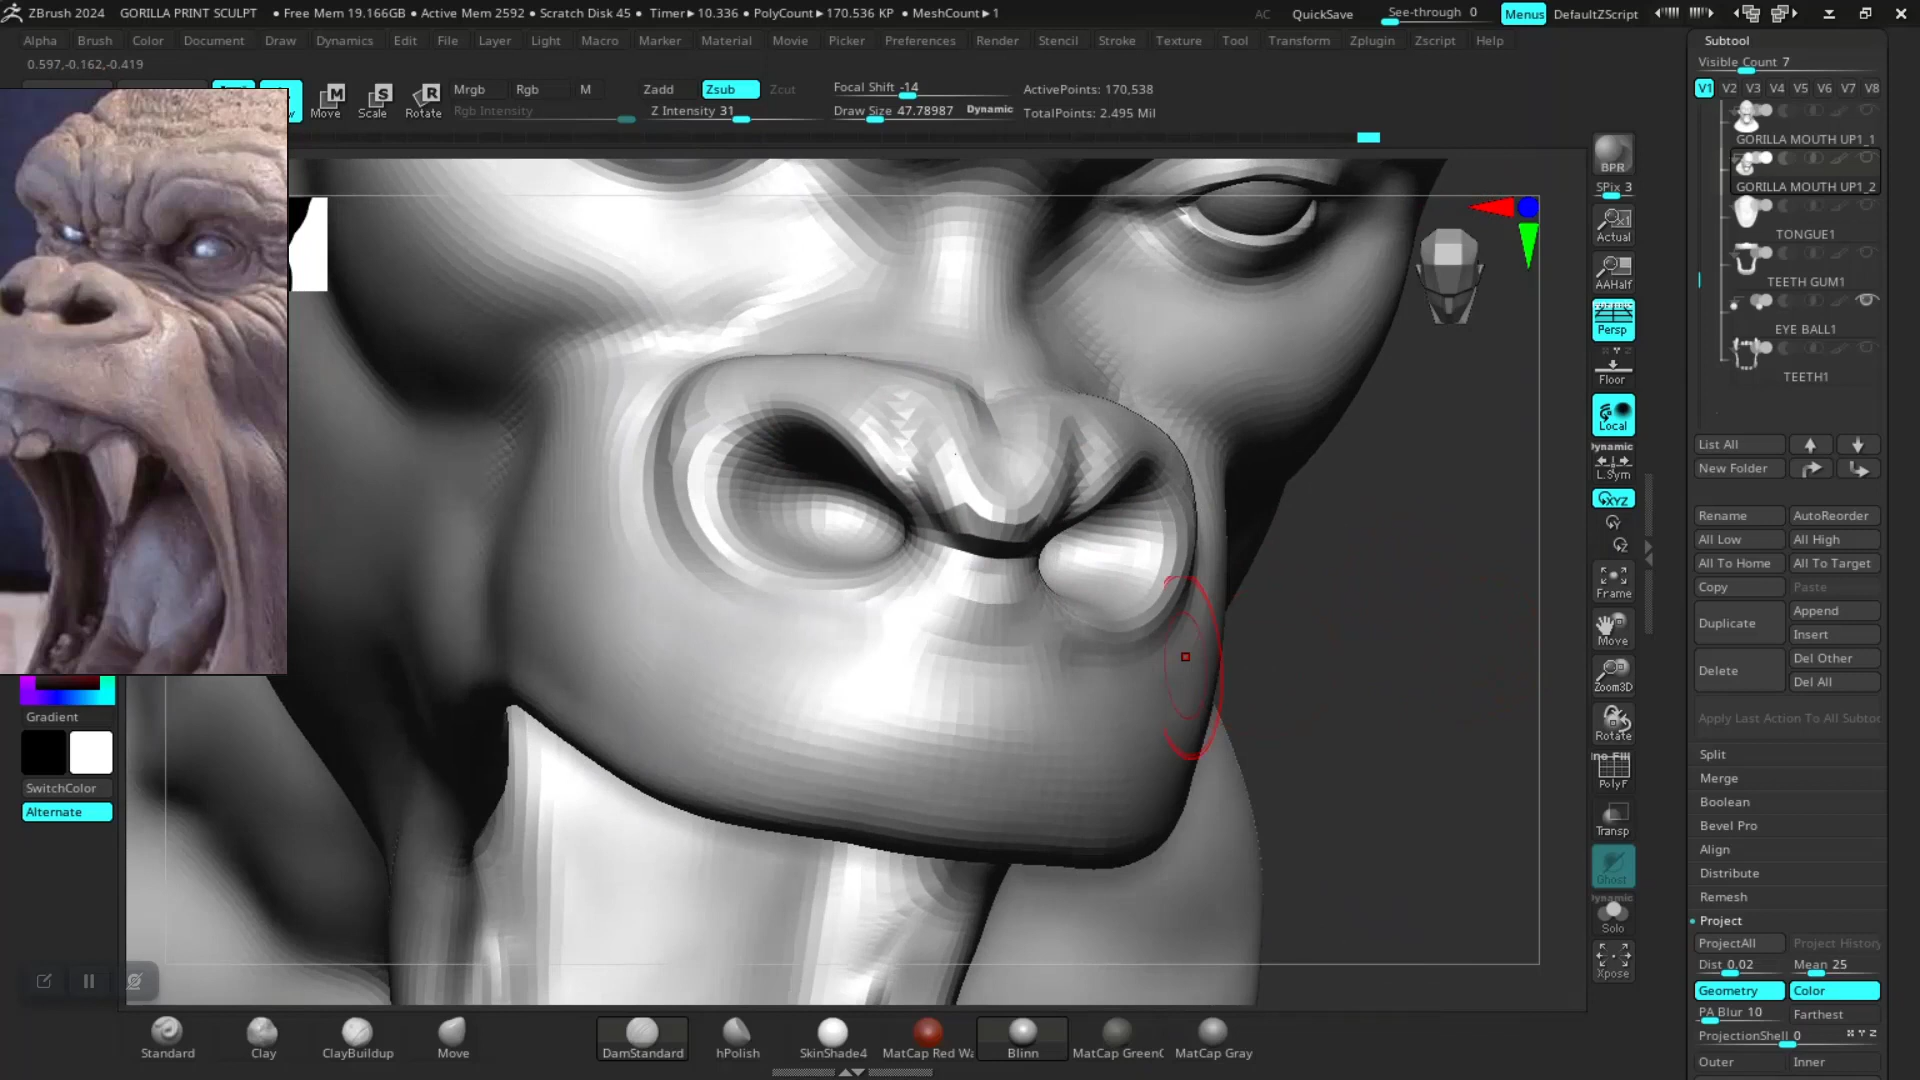 ZBrush 2024 GORILLA PRINT SCULPT • Free Mem 19.166GB • Active Mem 2592 • Scratch Disk 45 • Timer▸10.336 • PolyCount▸170.536 KP • MeshCount▸1 AC QuickSave See-through 0 Menus DefaultZScript
Alpha Brush Color Document Draw Dynamics Edit File Layer Light Macro Marker Material Movie Picker Preferences Render Stencil Stroke Texture Tool Transform Zplugin Zscript Help
0.597,-0.162,-0.419
Move Scale Rotate
M S R
Mrgb Rgb M
Rgb Intensity
Zadd Zsub Zcut
Z Intensity 31
Focal Shift -14
Draw Size 47.78987 Dynamic
ActivePoints: 170,538
TotalPoints: 2.495 Mil
Gradient
SwitchColor
Alternate
BPR
SPix 3
Actual
AAHalf
Persp
Floor
Local
Dynamic
L.Sym
XYZ
Frame
Move
Zoom3D
Rotate
PolyF
Transp
Ghost
Dynamic
Solo
Xpose
Subtool
Visible Count 7
V1 V2 V3 V4 V5 V6 V7 V8
GORILLA MOUTH UP1_1
GORILLA MOUTH UP1_2
TONGUE1
TEETH GUM1
EYE BALL1
TEETH1
List All
New Folder
Rename AutoReorder
All Low All High
All To Home All To Target
Copy Paste
Duplicate Append
Insert
Delete Del Other
Del All
Apply Last Action To All Subtoo
Split
Merge
Boolean
Bevel Pro
Align
Distribute
Remesh
Project
ProjectAll Project History
Dist 0.02 Mean 25
Geometry Color
PA Blur 10 Farthest
ProjectionShell 0 X Y Z
Outer Inner
Standard Clay ClayBuildup Move DamStandard hPolish SkinShade4 MatCap Red Wa Blinn MatCap GreenC MatCap Gray